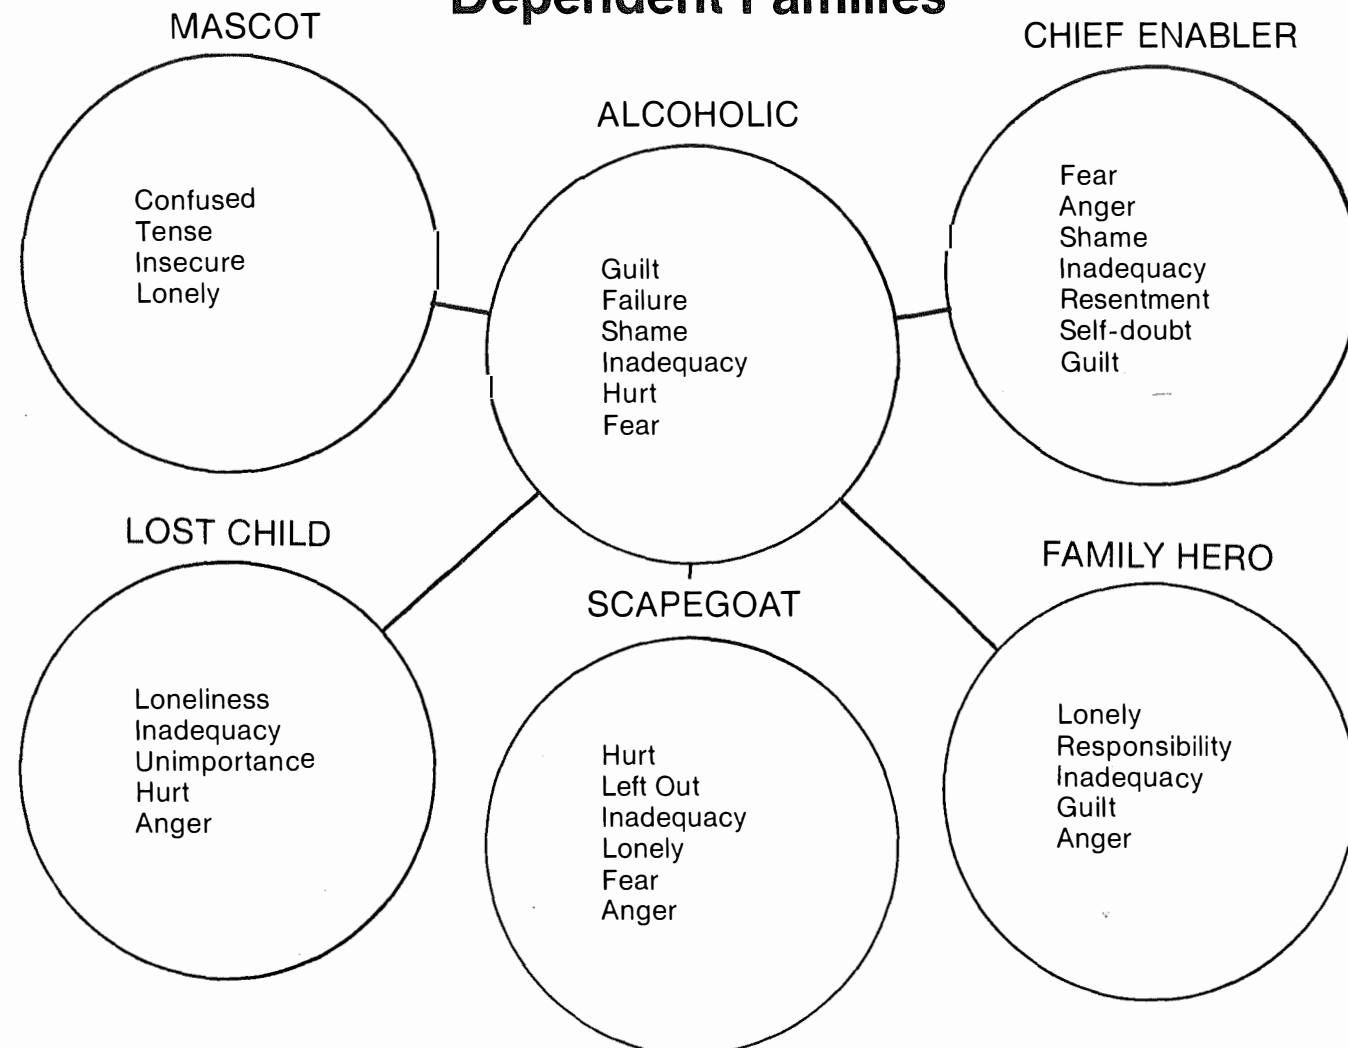 Dependent Families
MASCOT
Confused
Tense
Insecure
Lonely
ALCOHOLIC
Guilt
Failure
Shame
Inadequacy
Hurt
Fear
CHIEF ENABLER
Fear
Anger
Shame
Inadequacy
Resentment
Self-doubt
Guilt
LOST CHILD
Loneliness
Inadequacy
Unimportance
Hurt
Anger
SCAPEGOAT
Hurt
Left Out
Inadequacy
Lonely
Fear
Anger
FAMILY HERO
Lonely
Responsibility
Inadequacy
Guilt
Anger